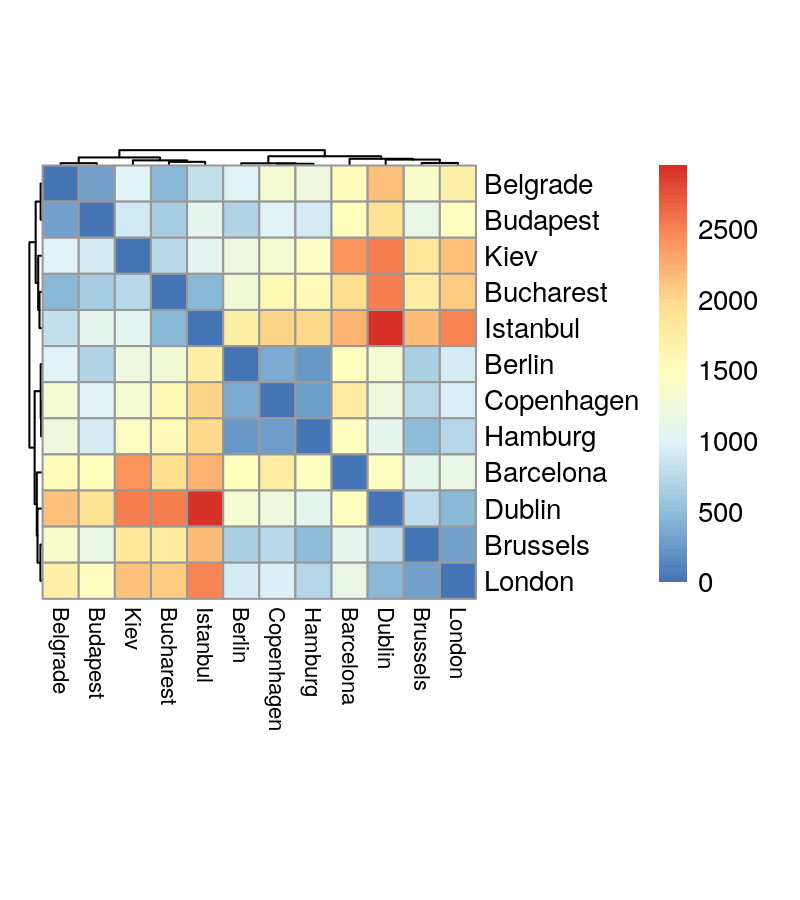 Belgrade
Budapest
Kiev
Bucharest
Istanbul
Berlin
Copenhagen
Hamburg
Barcelona
Dublin
Brussels
London
2500
2000
1500
1000
500
0
Belgrade
Budapest
Kiev
Bucharest
Istanbul
Berlin
Copenhagen
Hamburg
Barcelona
Dublin
Brussels
London